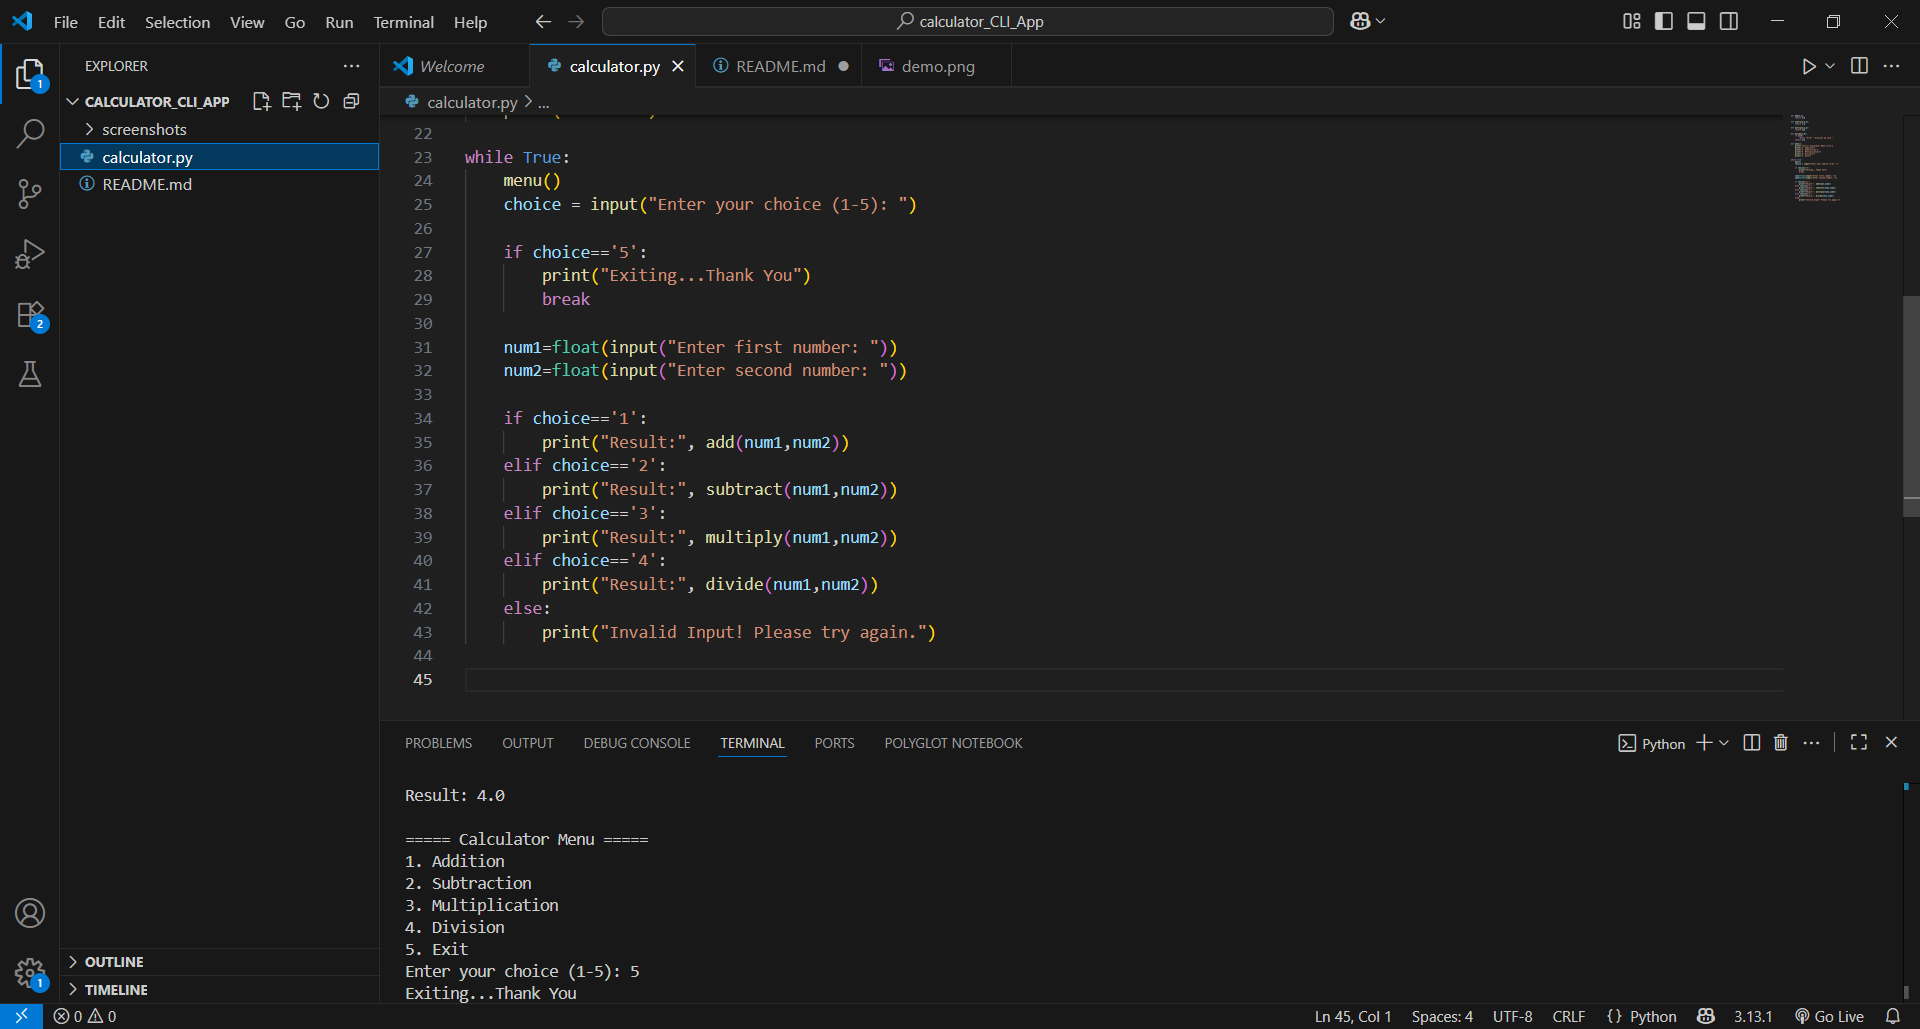 File Edit Selection View Go Run Terminal Help calculator_CLI_App
EXPLORER
CALCULATOR_CLI_APP
screenshots
calculator.py
README.md
OUTLINE
TIMELINE
1
2
1
Welcome calculator.py README.md demo.png
calculator.py > ...
22
23 while True:
24     menu()
25     choice = input("Enter your choice (1-5): ")
26
27     if choice=='5':
28         print("Exiting...Thank You")
29         break
30
31     num1=float(input("Enter first number: "))
32     num2=float(input("Enter second number: "))
33
34     if choice=='1':
35         print("Result:", add(num1,num2))
36     elif choice=='2':
37         print("Result:", subtract(num1,num2))
38     elif choice=='3':
39         print("Result:", multiply(num1,num2))
40     elif choice=='4':
41         print("Result:", divide(num1,num2))
42     else:
43         print("Invalid Input! Please try again.")
44
45
PROBLEMS OUTPUT DEBUG CONSOLE TERMINAL PORTS POLYGLOT NOTEBOOK Python
Result: 4.0
===== Calculator Menu =====
1. Addition
2. Subtraction
3. Multiplication
4. Division
5. Exit
Enter your choice (1-5): 5
Exiting...Thank You
0 0 Ln 45, Col 1 Spaces: 4 UTF-8 CRLF {} Python 3.13.1 Go Live